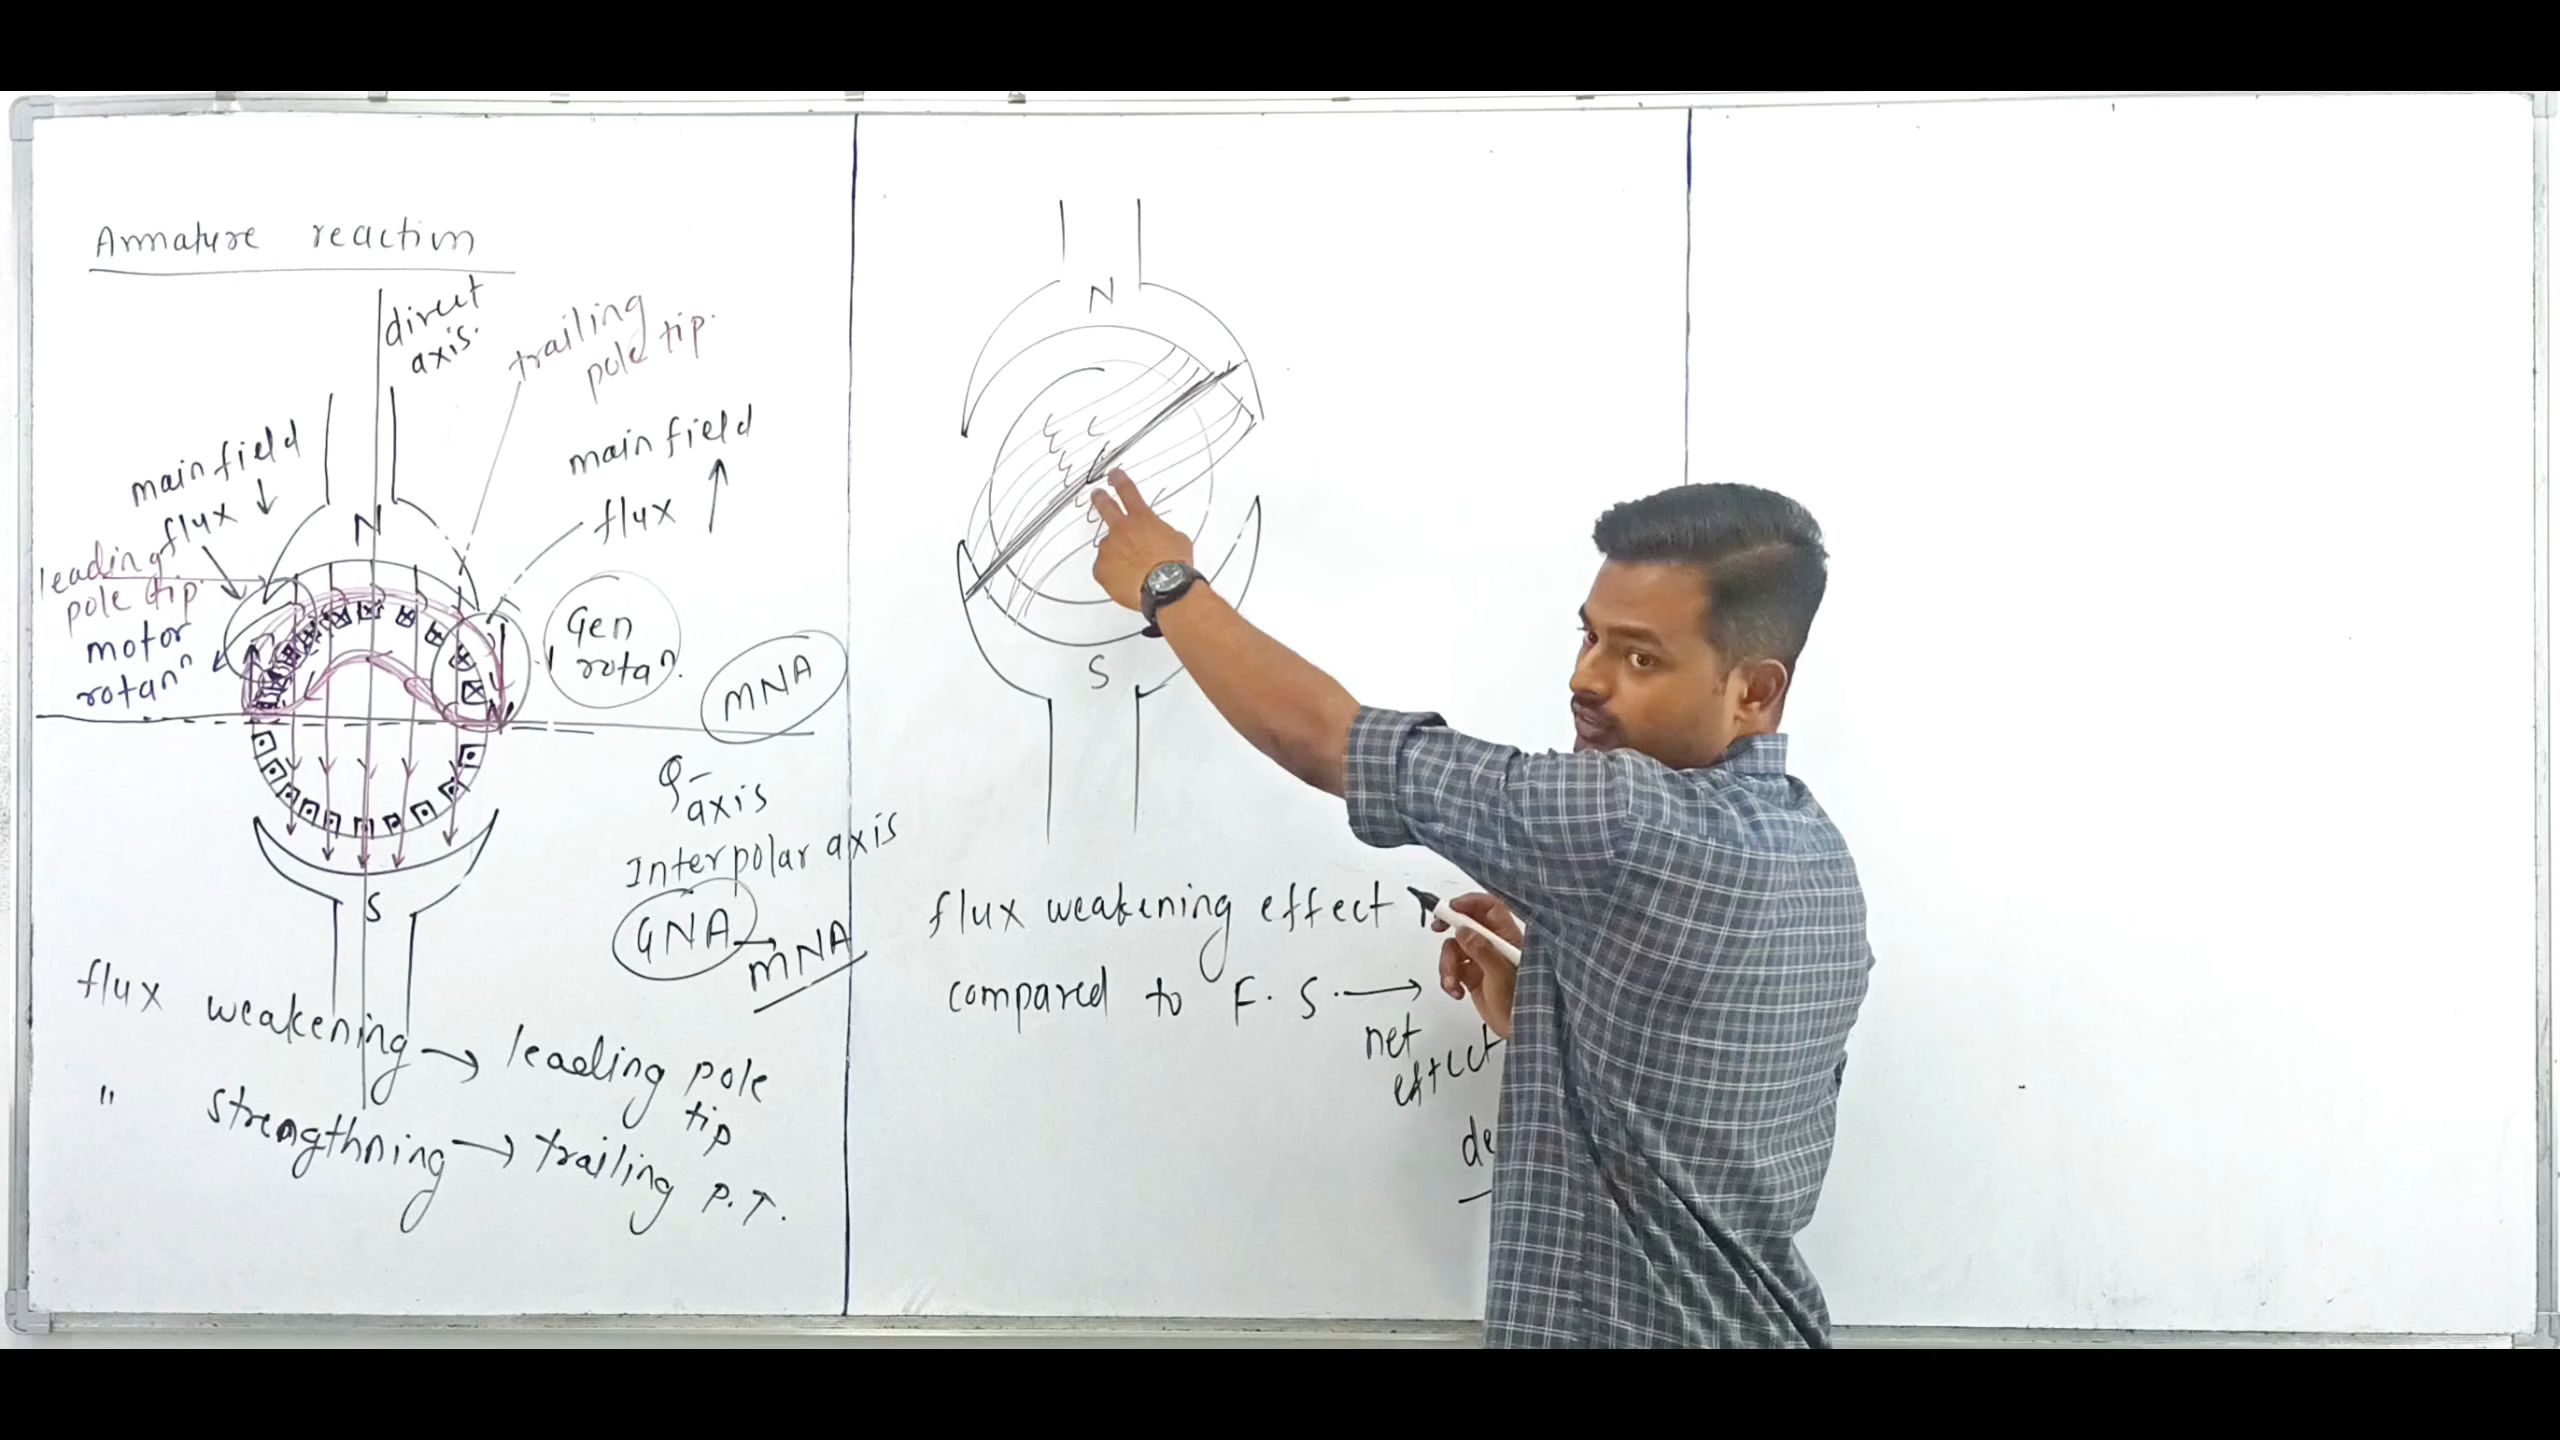 Armature reaction
direct
axis.
trailing
pole tip.
main field
flux ↓
main field
flux ↑
N
leading
pole tip
motor
rotanⁿ
Gen
rotaⁿ.
MNA
Q-
axis
Interpolar axis
GNA → MNA
S
flux weakening → leading pole
tip
" strengthning → trailing P.T.
N
S
flux weakening effect
compared to F.S. →
net
effect
de